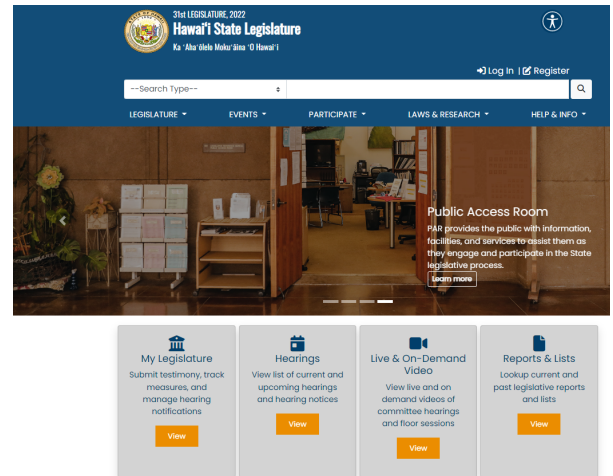 31st LEGISLATURE, 2022
Hawaiʻi State Legislature
Ka ʻAhaʻōlelo Mokuʻāina ʻO Hawaiʻi
Log In | Register
--Search Type--
LEGISLATURE EVENTS PARTICIPATE LAWS & RESEARCH HELP & INFO
Public Access Room
PAR provides the public with information,
facilities, and services to assist them as
they engage and participate in the State
legislative process.
Learn more
My Legislature
Submit testimony, track
measures, and
manage hearing
notifications
View
Hearings
View list of current and
upcoming hearings
and hearing notices
View
Live & On-Demand
Video
View live and on
demand videos of
committee hearings
and floor sessions
View
Reports & Lists
Lookup current and
past legislative reports
and lists
View